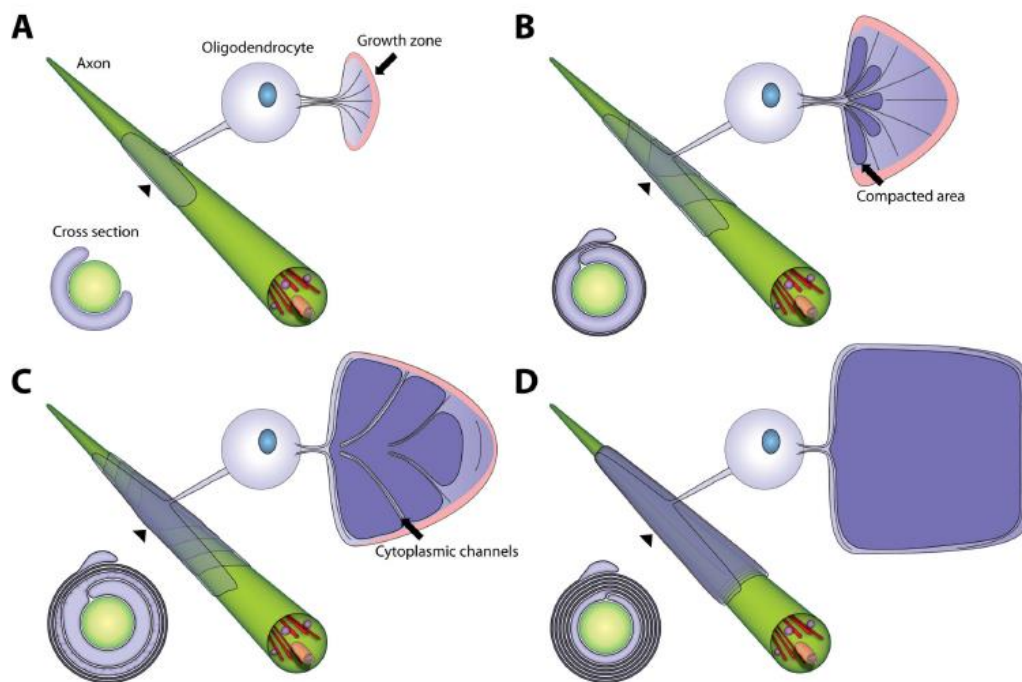 A
Axon
Oligodendrocyte
Growth zone
Cross section
B
Compacted area
C
Cytoplasmic channels
D